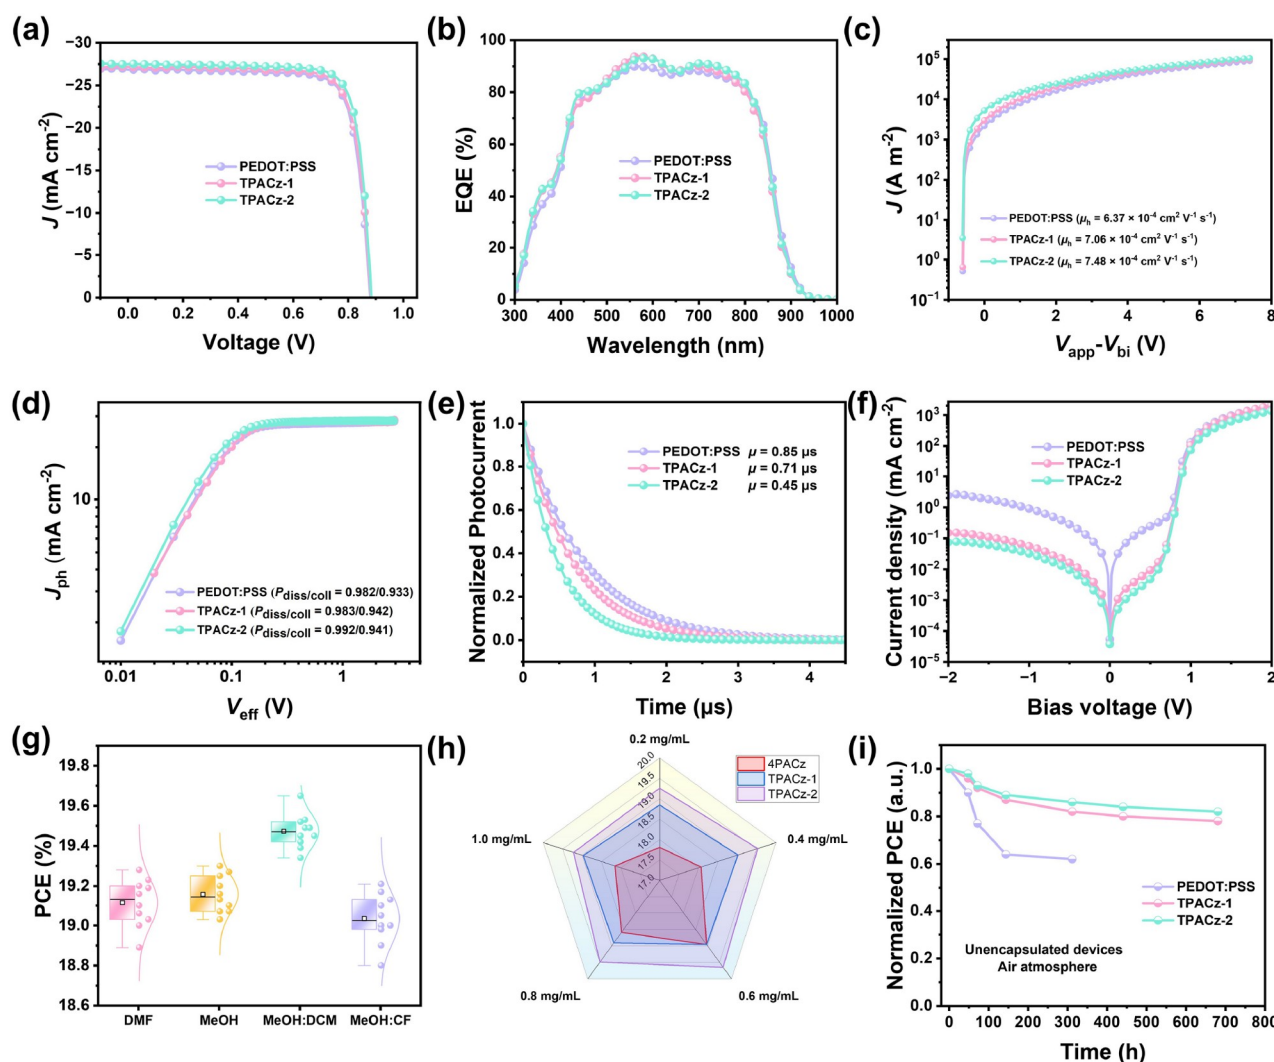 (a)
−30
−25
−20
−15
−10
−5
0
J (mA cm⁻²)
PEDOT:PSS
TPACz-1
TPACz-2
0.0 0.2 0.4 0.6 0.8 1.0
Voltage (V)
(b)
100
80
60
40
20
0
EQE (%)
PEDOT:PSS
TPACz-1
TPACz-2
300 400 500 600 700 800 900 1000
Wavelength (nm)
(c)
10⁵
10⁴
10³
10²
10¹
10⁰
10⁻¹
J (A m⁻²)
PEDOT:PSS (μh = 6.37 × 10⁻⁴ cm² V⁻¹ s⁻¹)
TPACz-1 (μh = 7.06 × 10⁻⁴ cm² V⁻¹ s⁻¹)
TPACz-2 (μh = 7.48 × 10⁻⁴ cm² V⁻¹ s⁻¹)
0 2 4 6 8
Vapp-Vbi (V)
(d)
10
Jph (mA cm⁻²)
PEDOT:PSS (Pdiss/coll = 0.982/0.933)
TPACz-1 (Pdiss/coll = 0.983/0.942)
TPACz-2 (Pdiss/coll = 0.992/0.941)
0.01 0.1 1
Veff (V)
(e)
1.0
0.8
0.6
0.4
0.2
0.0
Normalized Photocurrent
PEDOT:PSS μ = 0.85 μs
TPACz-1 μ = 0.71 μs
TPACz-2 μ = 0.45 μs
0 1 2 3 4
Time (μs)
(f)
10³
10²
10¹
10⁰
10⁻¹
10⁻²
10⁻³
10⁻⁴
10⁻⁵
Current density (mA cm⁻²)
PEDOT:PSS
TPACz-1
TPACz-2
−2 −1 0 1 2
Bias voltage (V)
(g)
19.8
19.6
19.4
19.2
19.0
18.8
18.6
PCE (%)
DMF MeOH MeOH:DCM MeOH:CF
(h)
0.2 mg/mL
4PACz
TPACz-1
TPACz-2
20.0
19.5
19.0
18.5
18.0
17.5
17.0
1.0 mg/mL
0.4 mg/mL
0.8 mg/mL
0.6 mg/mL
(i)
1.0
0.8
0.6
0.4
0.2
0.0
Normalized PCE (a.u.)
PEDOT:PSS
TPACz-1
TPACz-2
Unencapsulated devices
Air atmosphere
0 100 200 300 400 500 600 700 800
Time (h)